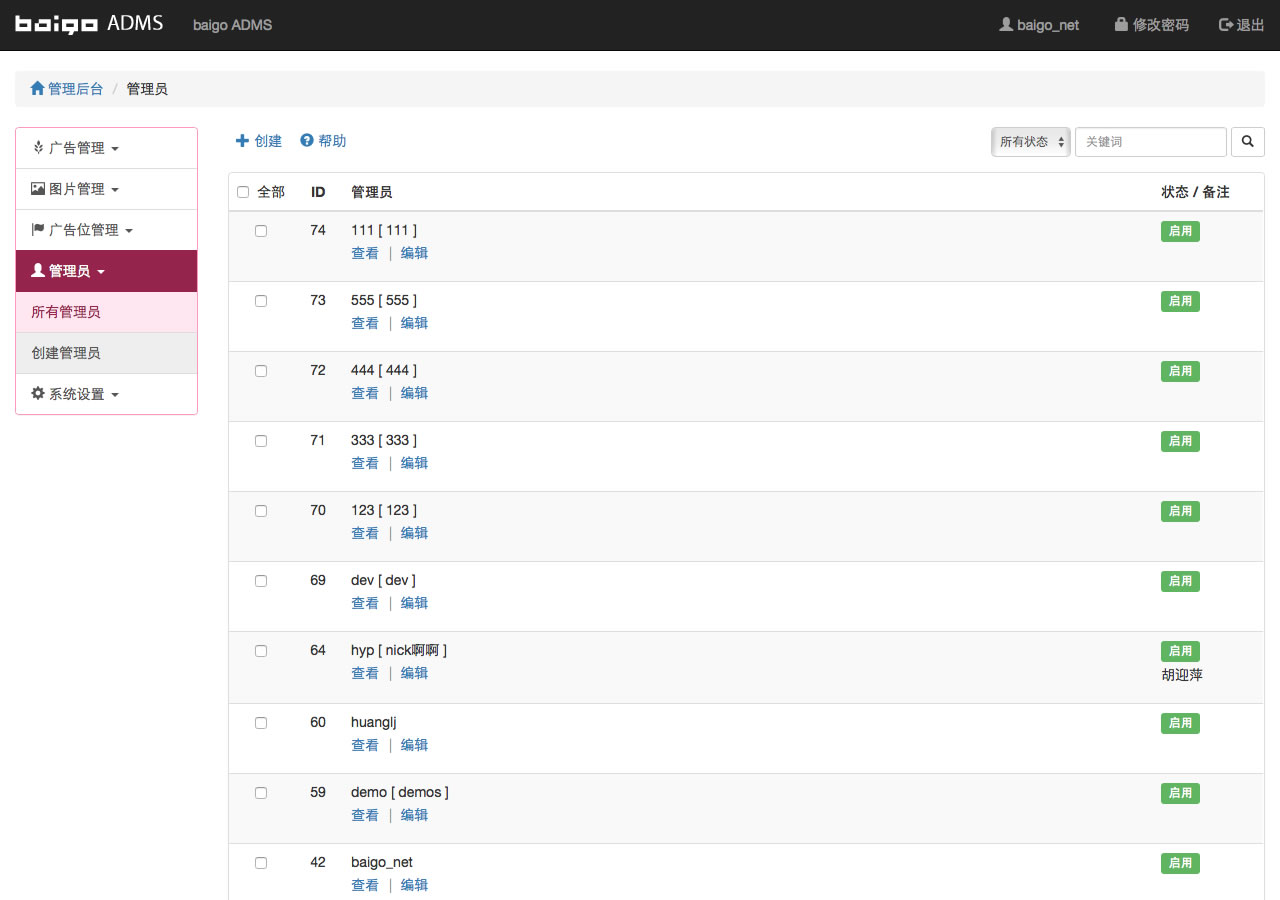 baigo ADMS baigo ADMS baigo_net 修改密码 退出
管理后台 / 管理员
广告管理
图片管理
广告位管理
管理员
所有管理员
创建管理员
系统设置
创建 帮助 所有状态 关键词
全部 ID 管理员 状态 / 备注
74 111 [ 111 ] 启用
查看 | 编辑
73 555 [ 555 ] 启用
查看 | 编辑
72 444 [ 444 ] 启用
查看 | 编辑
71 333 [ 333 ] 启用
查看 | 编辑
70 123 [ 123 ] 启用
查看 | 编辑
69 dev [ dev ] 启用
查看 | 编辑
64 hyp [ nick啊啊 ] 启用
查看 | 编辑 胡迎萍
60 huanglj 启用
查看 | 编辑
59 demo [ demos ] 启用
查看 | 编辑
42 baigo_net 启用
查看 | 编辑